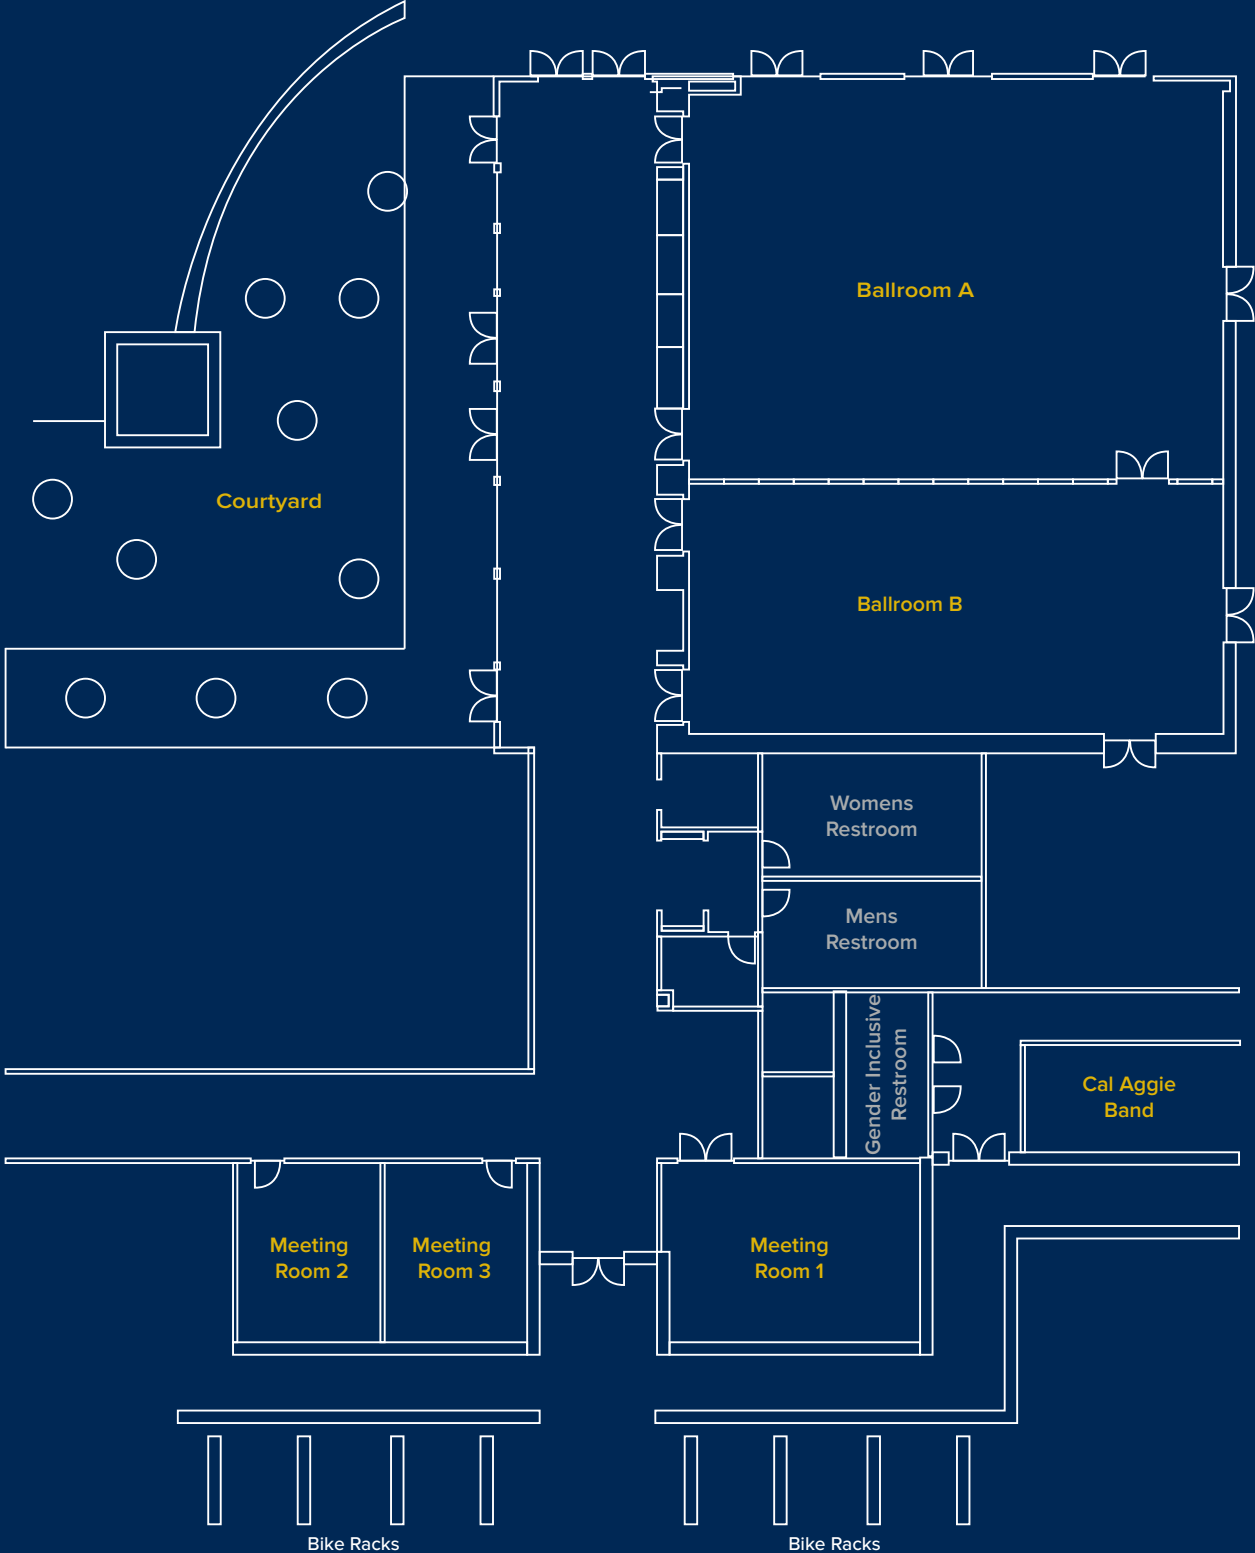 Ballroom A
Courtyard
Ballroom B
Womens
Restroom
Mens
Restroom
Gender Inclusive
Restroom
Cal Aggie
Band
Meeting
Room 2
Meeting
Room 3
Meeting
Room 1
Bike Racks
Bike Racks